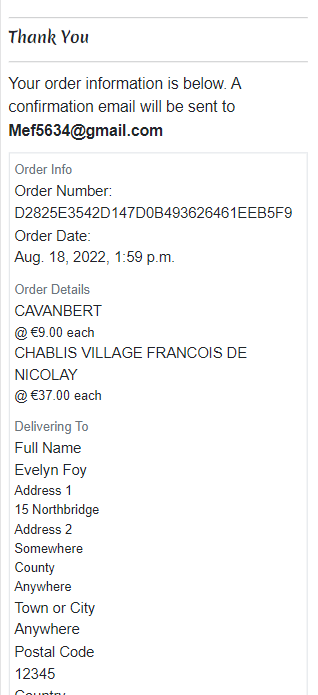 Thank You
Your order information is below. A
confirmation email will be sent to
Mef5634@gmail.com
Order Info
Order Number:
D2825E3542D147D0B493626461EEB5F9
Order Date:
Aug. 18, 2022, 1:59 p.m.
Order Details
CAVANBERT
@ €9.00 each
CHABLIS VILLAGE FRANCOIS DE
NICOLAY
@ €37.00 each
Delivering To
Full Name
Evelyn Foy
Address 1
15 Northbridge
Address 2
Somewhere
County
Anywhere
Town or City
Anywhere
Postal Code
12345
Country